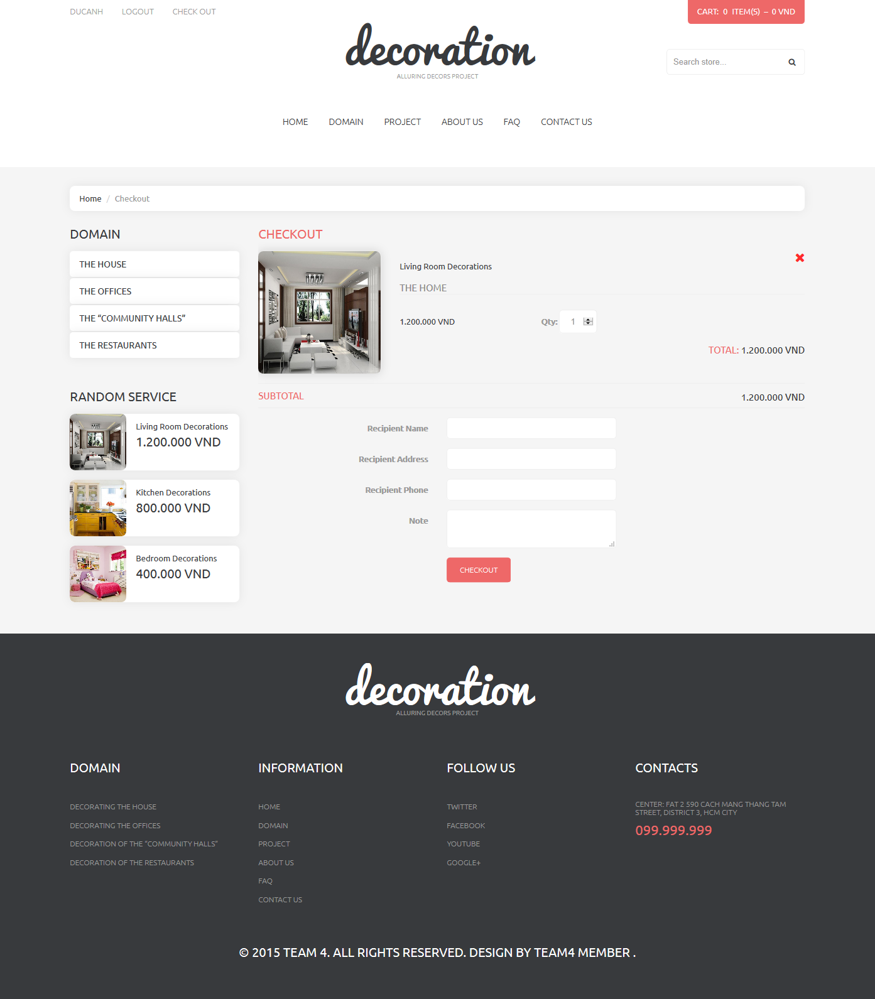 DUCANH LOGOUT CHECK OUT
CART: 0 ITEM(S) – 0 VND
decoration
ALLURING DECORS PROJECT
Search store...
HOME DOMAIN PROJECT ABOUT US FAQ CONTACT US
Home / Checkout
DOMAIN
THE HOUSE
THE OFFICES
THE “COMMUNITY HALLS”
THE RESTAURANTS
RANDOM SERVICE
Living Room Decorations
1.200.000 VND
Kitchen Decorations
800.000 VND
Bedroom Decorations
400.000 VND
CHECKOUT
Living Room Decorations
THE HOME
1.200.000 VND
Qty: 1
TOTAL: 1.200.000 VND
SUBTOTAL
1.200.000 VND
Recipient Name
Recipient Address
Recipient Phone
Note
CHECKOUT
decoration
ALLURING DECORS PROJECT
DOMAIN
DECORATING THE HOUSE
DECORATING THE OFFICES
DECORATION OF THE “COMMUNITY HALLS”
DECORATION OF THE RESTAURANTS
INFORMATION
HOME
DOMAIN
PROJECT
ABOUT US
FAQ
CONTACT US
FOLLOW US
TWITTER
FACEBOOK
YOUTUBE
GOOGLE+
CONTACTS
CENTER: FAT 2 590 CACH MANG THANG TAM
STREET, DISTRICT 3, HCM CITY
099.999.999
© 2015 TEAM 4. ALL RIGHTS RESERVED. DESIGN BY TEAM4 MEMBER .